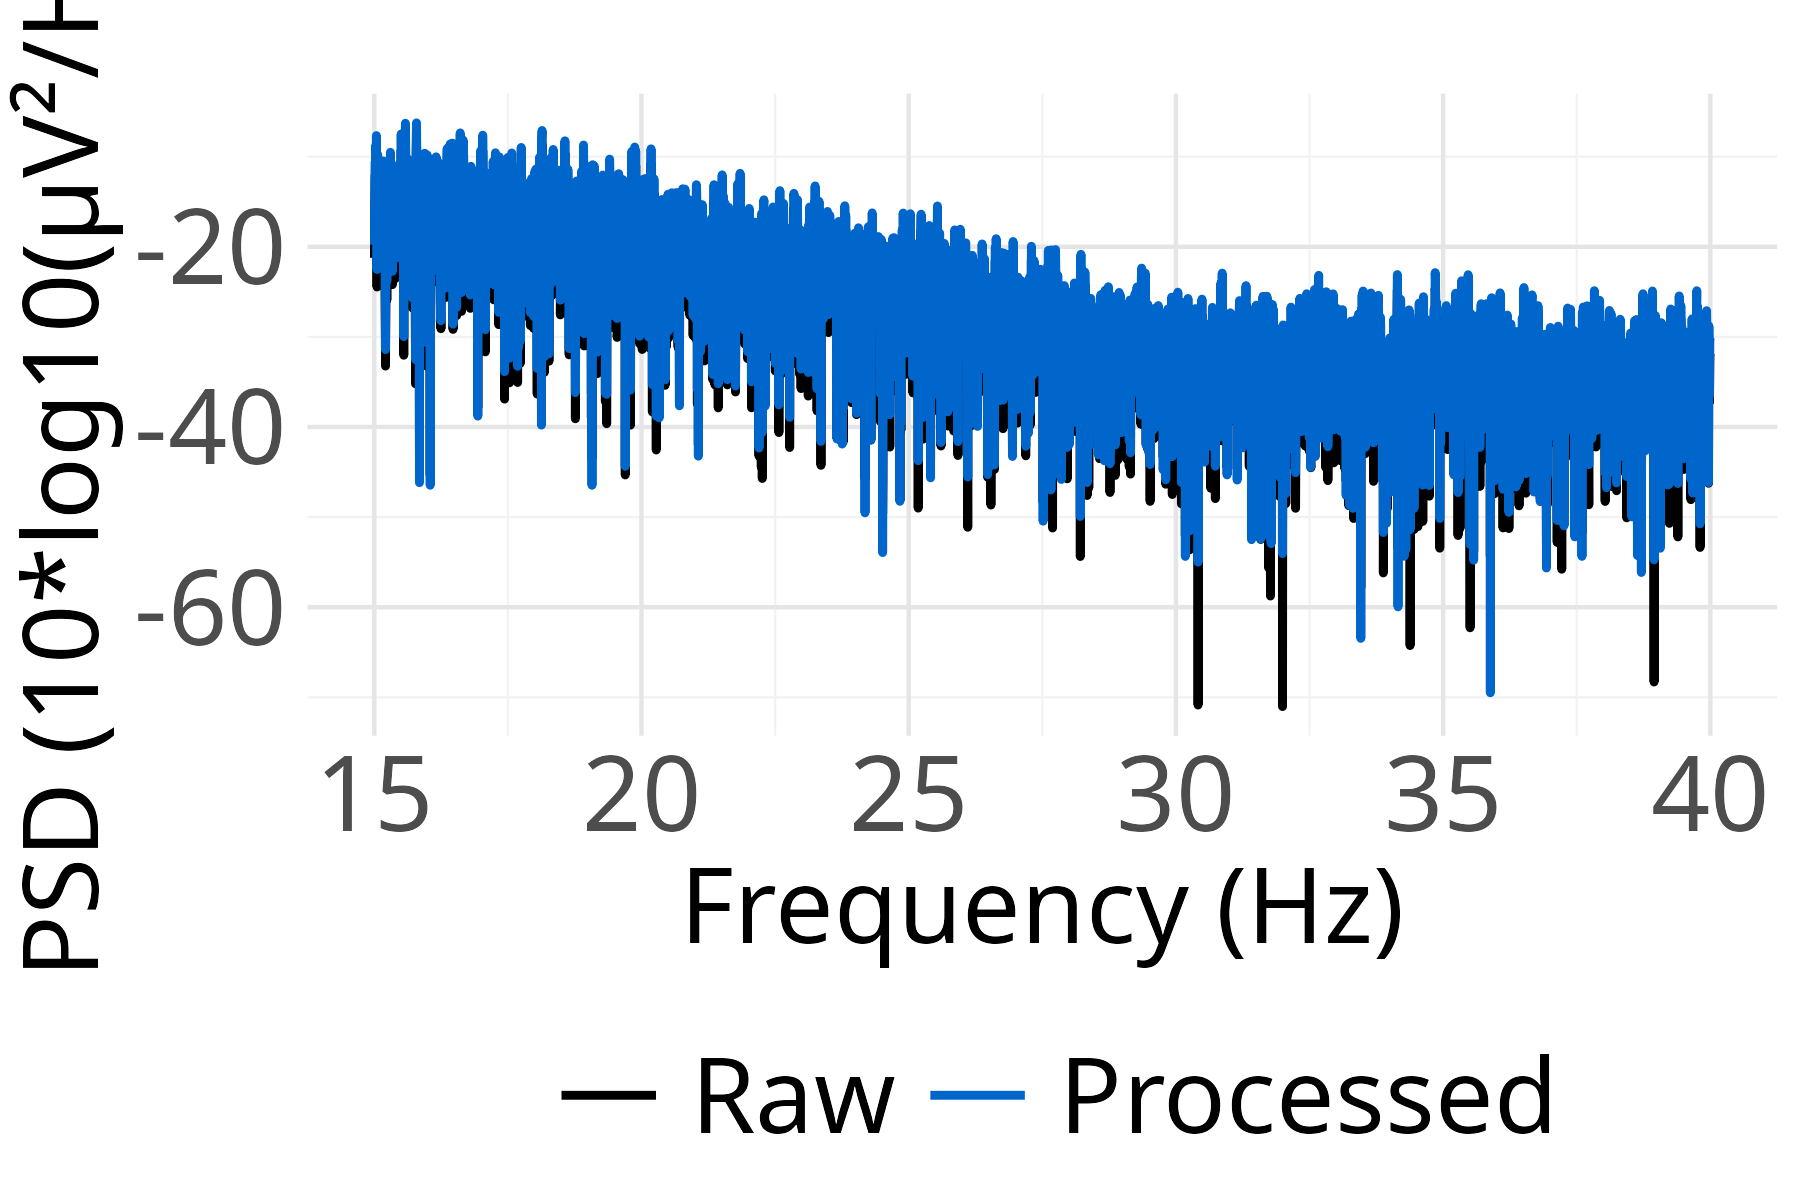 PSD (10*log10(µV²/H
-20
-40
-60
15 20 25 30 35 40
Frequency (Hz)
Raw Processed